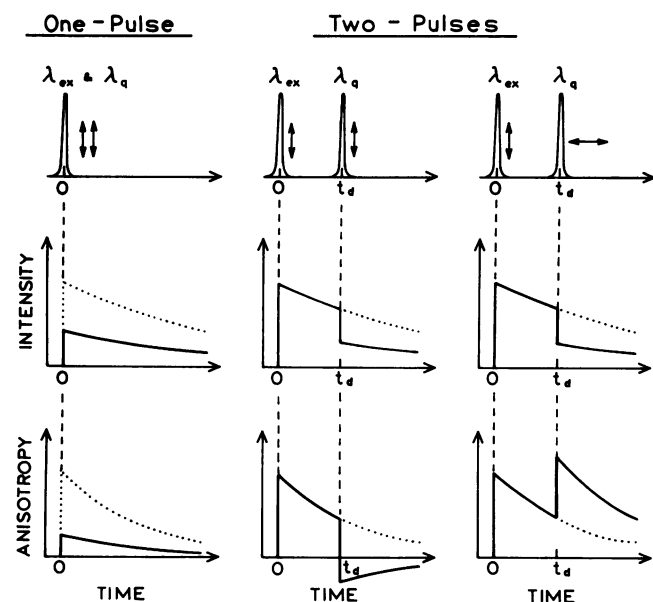 One - Pulse
Two - Pulses
λex & λq
λex λq
λex λq
0
0 td
0 td
INTENSITY
0
0 td
0 td
ANISOTROPY
0
0 td
0 td
TIME
TIME
TIME